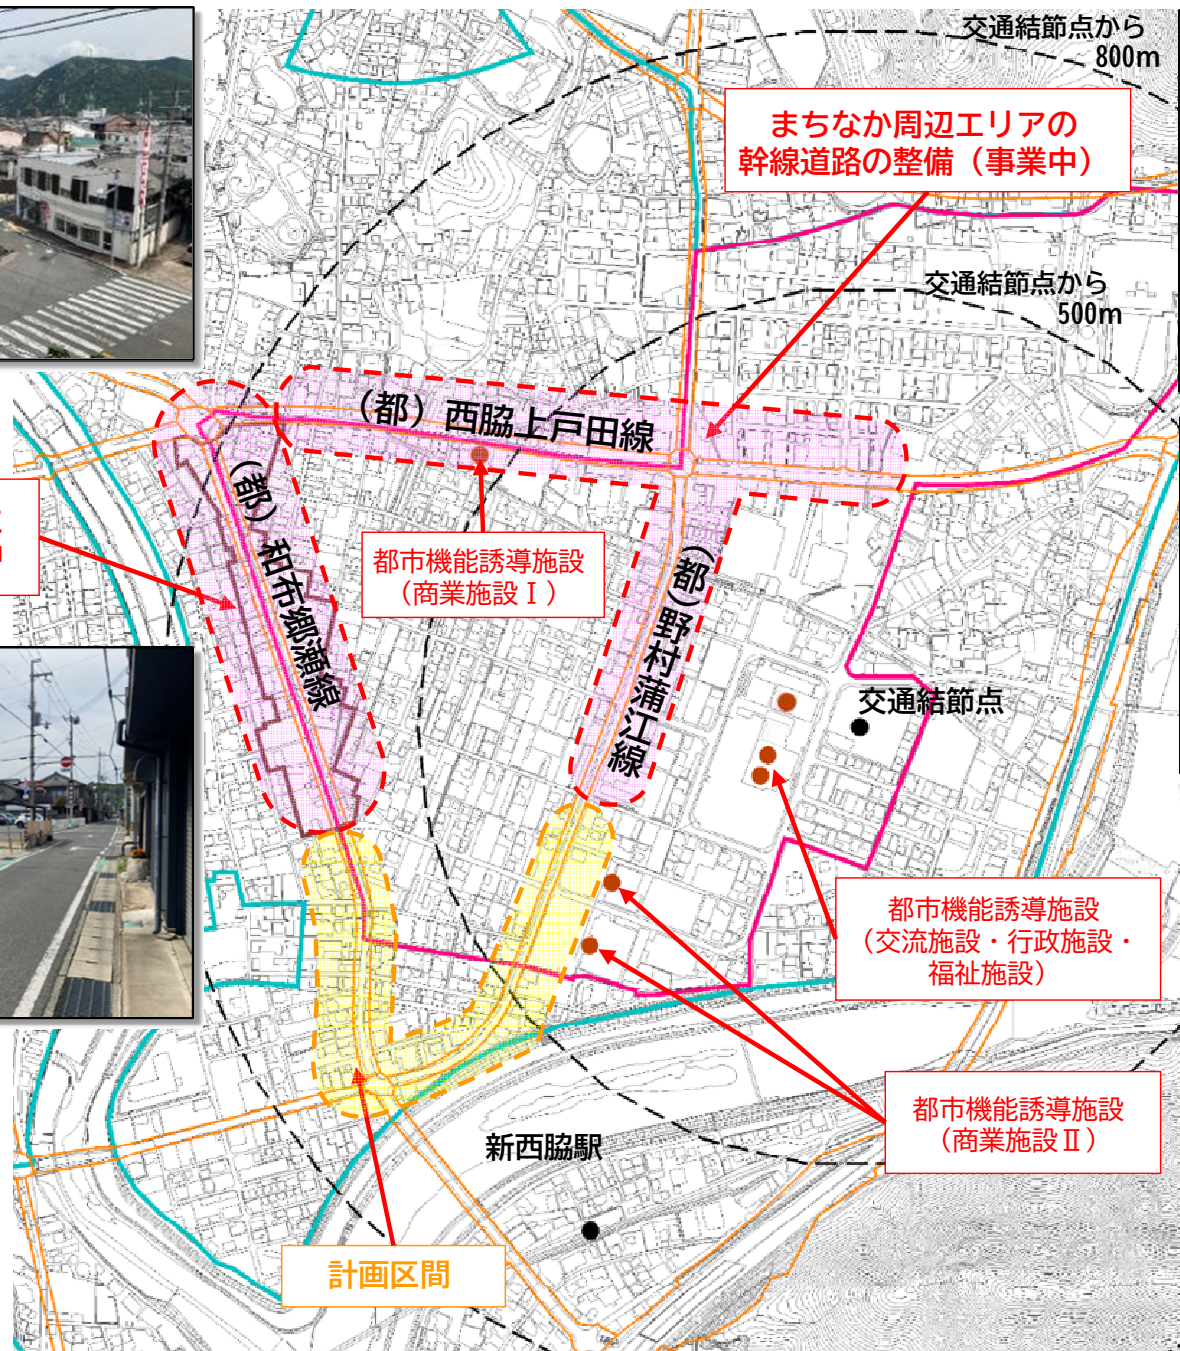 交通結節点から
800m
まちなか周辺エリアの
幹線道路の整備（事業中）
交通結節点から
500m
（都）西脇上戸田線
（都）和布郷瀬線
都市機能誘導施設
（商業施設Ⅰ）
（都）野村蒲江線
交通結節点
都市機能誘導施設
（交流施設・行政施設・
福祉施設）
都市機能誘導施設
（商業施設Ⅱ）
新西脇駅
計画区間